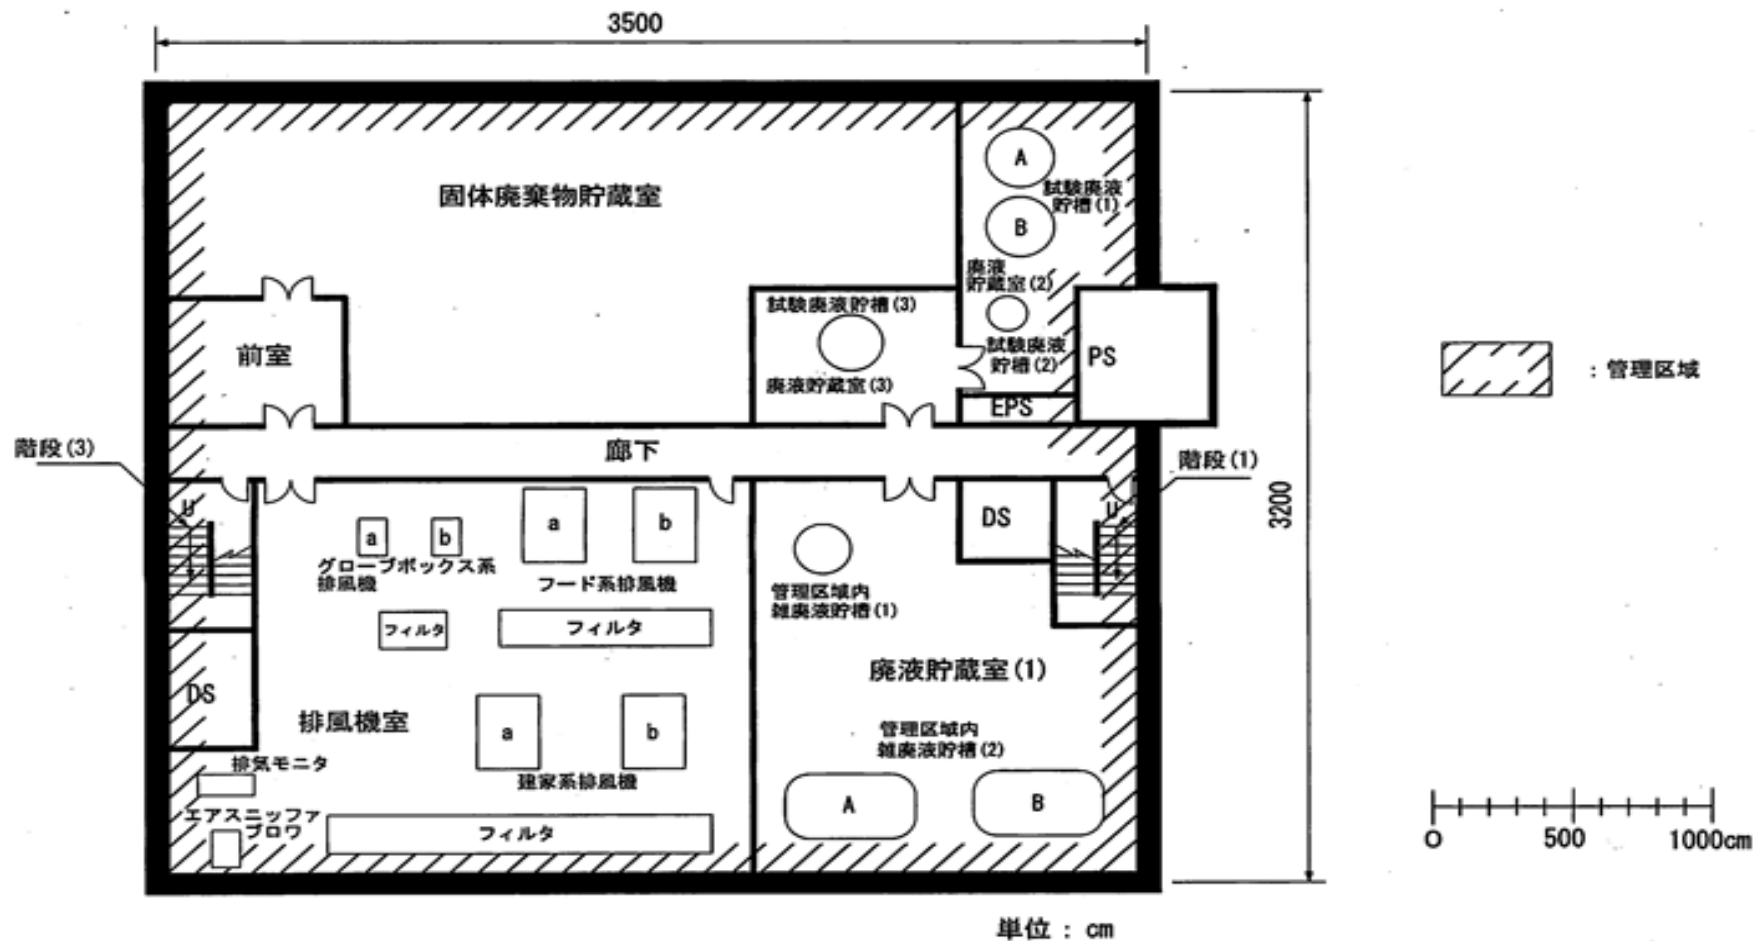 3500
固体廃棄物貯蔵室
A
試験廃液
貯槽(1)
B
廃液
貯蔵室(2)
試験廃液貯槽(3)
前室
試験廃液
貯槽(2)
PS
廃液貯蔵室(3)
EPS
：管理区域
階段(3)
廊下
階段(1)
3200
U
a
b
グローブボックス系
排風機
a
b
フード系排風機
DS
U
管理区域内
雑廃液貯槽(1)
フィルタ
フィルタ
廃液貯蔵室(1)
DS
排風機室
a
b
建家系排風機
管理区域内
雑廃液貯槽(2)
排気モニタ
エアスニッファ
ブロワ
フィルタ
A
B
0
500
1000cm
単位：cm